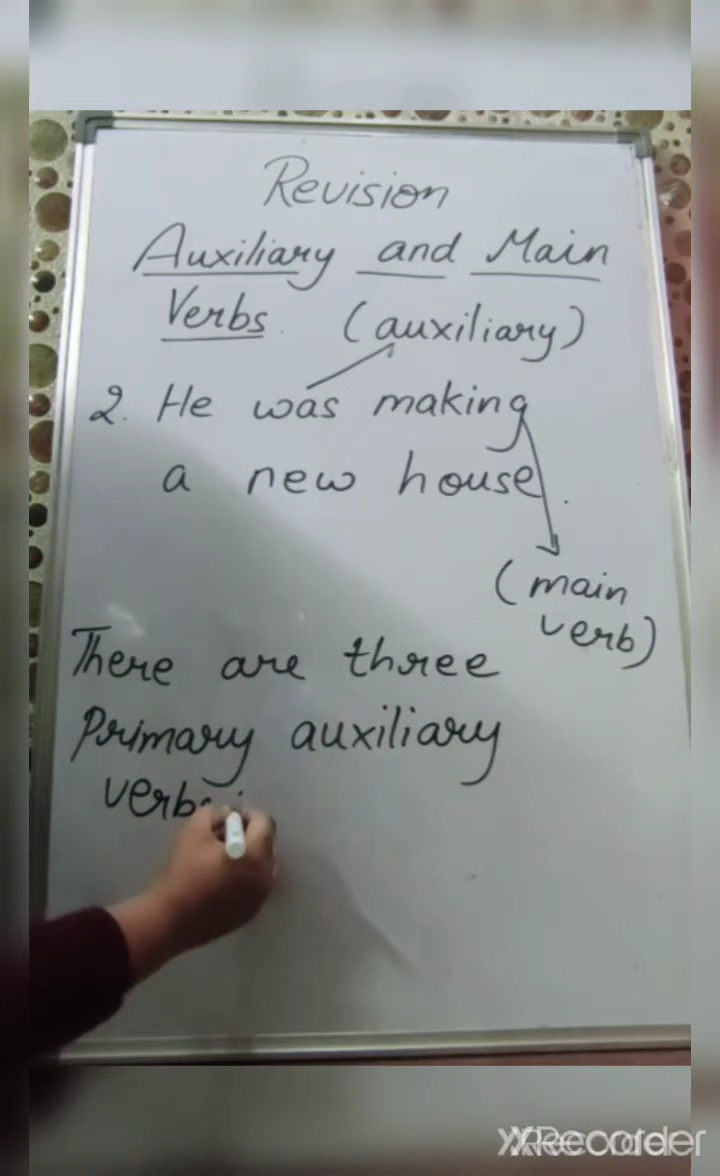 Revision
Auxiliary and Main
Verbs. (auxiliary)
2. He was making
a new house.
(main
verb)
There are three
Primary auxiliary
verbs
XRecorder